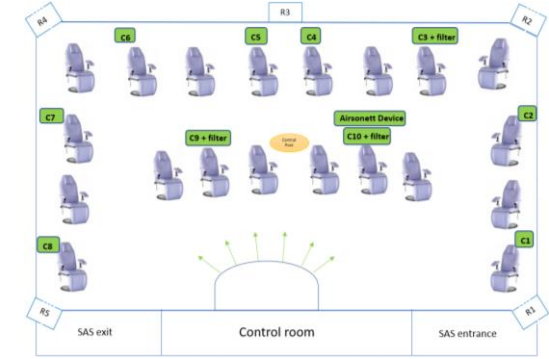 R4
R3
R2
C6
C5
C4
C3 + filter
C7
Airsonett Device
C2
C9 + filter
Central
C10 + filter
C8
C1
R5
R1
SAS exit
Control room
SAS entrance